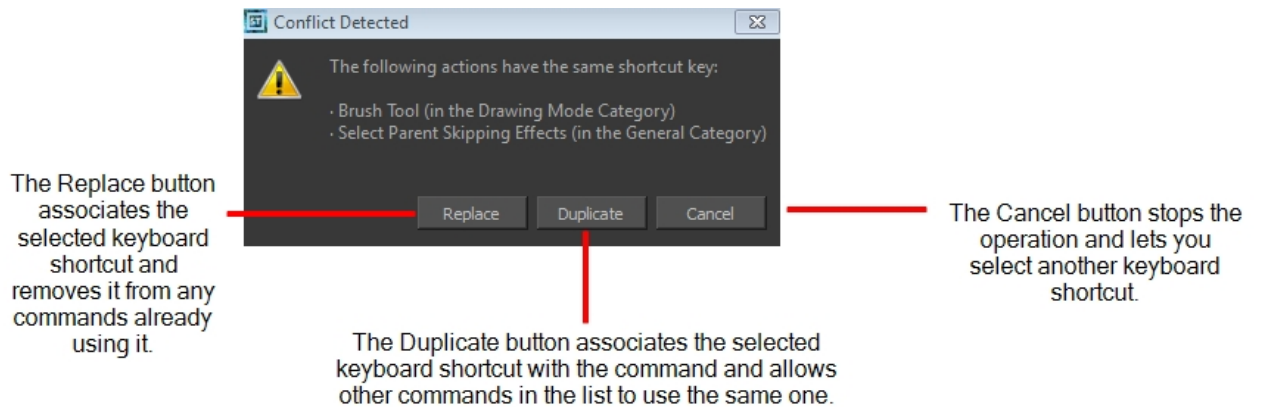 Conflict Detected
The following actions have the same shortcut key:
· Brush Tool (in the Drawing Mode Category)
· Select Parent Skipping Effects (in the General Category)
Replace
Duplicate
Cancel
The Replace button
associates the
selected keyboard
shortcut and
removes it from any
commands already
using it.
The Duplicate button associates the selected
keyboard shortcut with the command and allows
other commands in the list to use the same one.
The Cancel button stops the
operation and lets you
select another keyboard
shortcut.